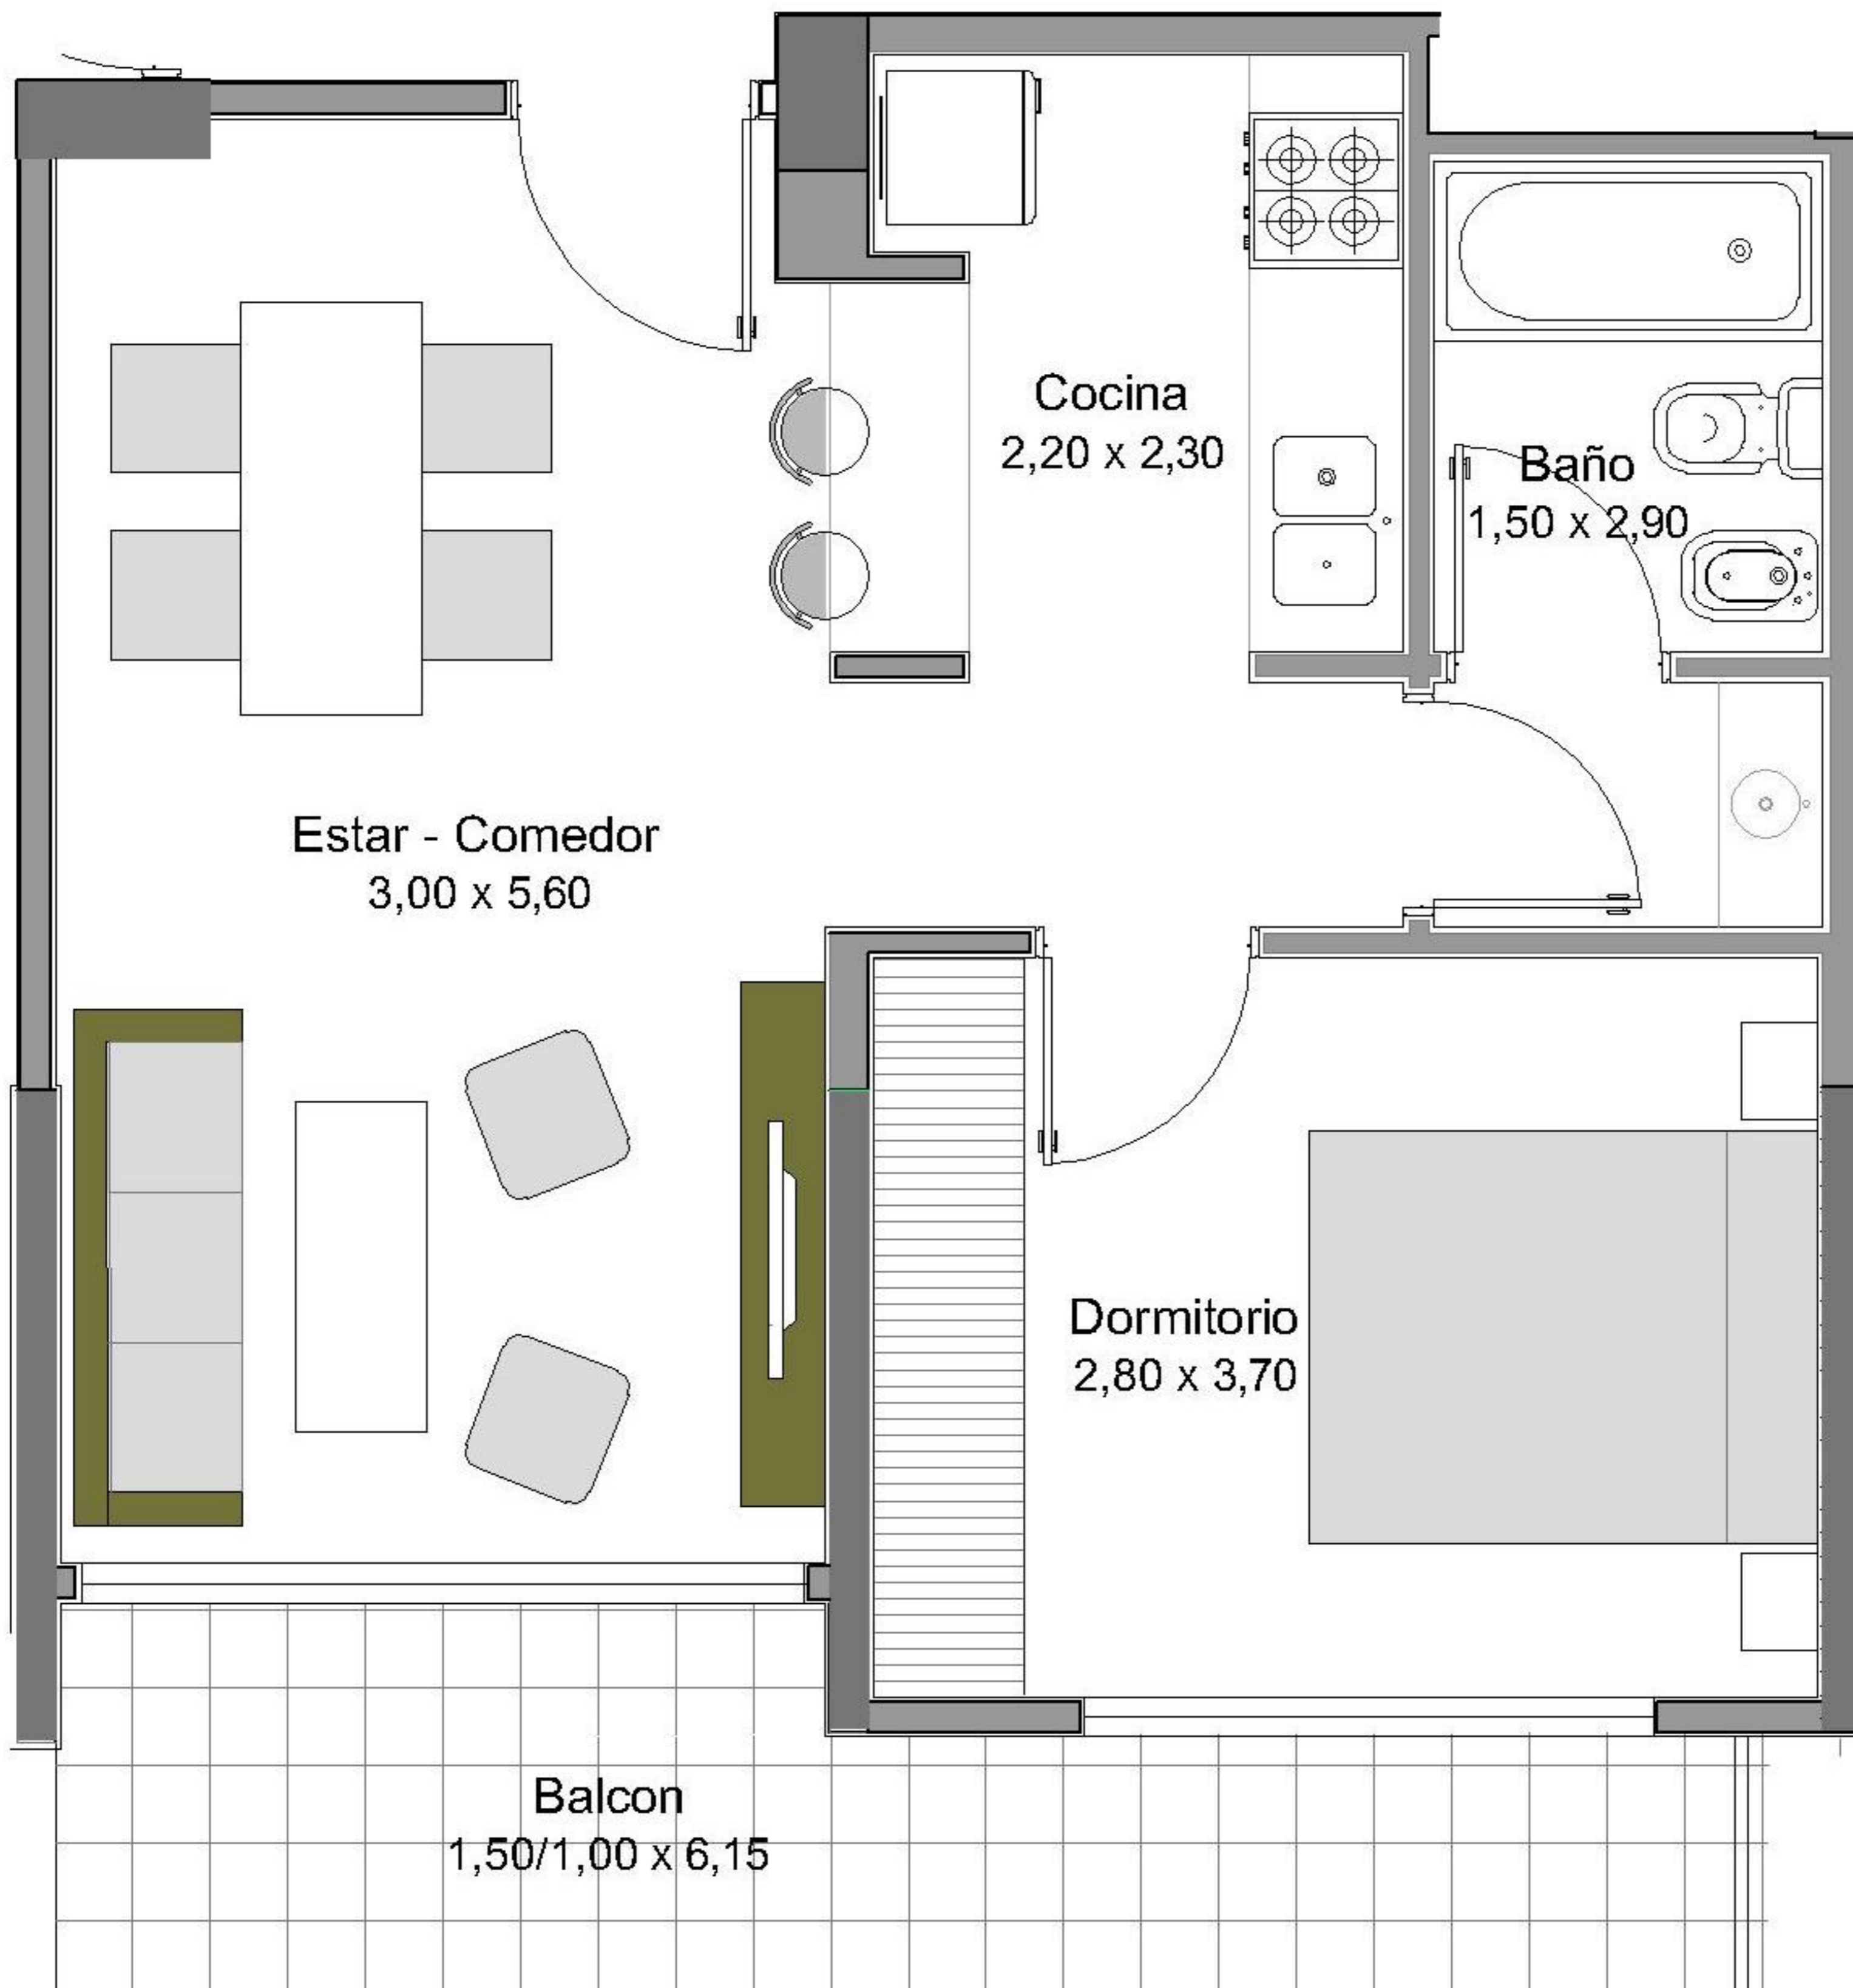 Cocina
2,20 x 2,30
Baño
1,50 x 2,90
Estar - Comedor
3,00 x 5,60
Dormitorio
2,80 x 3,70
Balcon
1,50/1,00 x 6,15